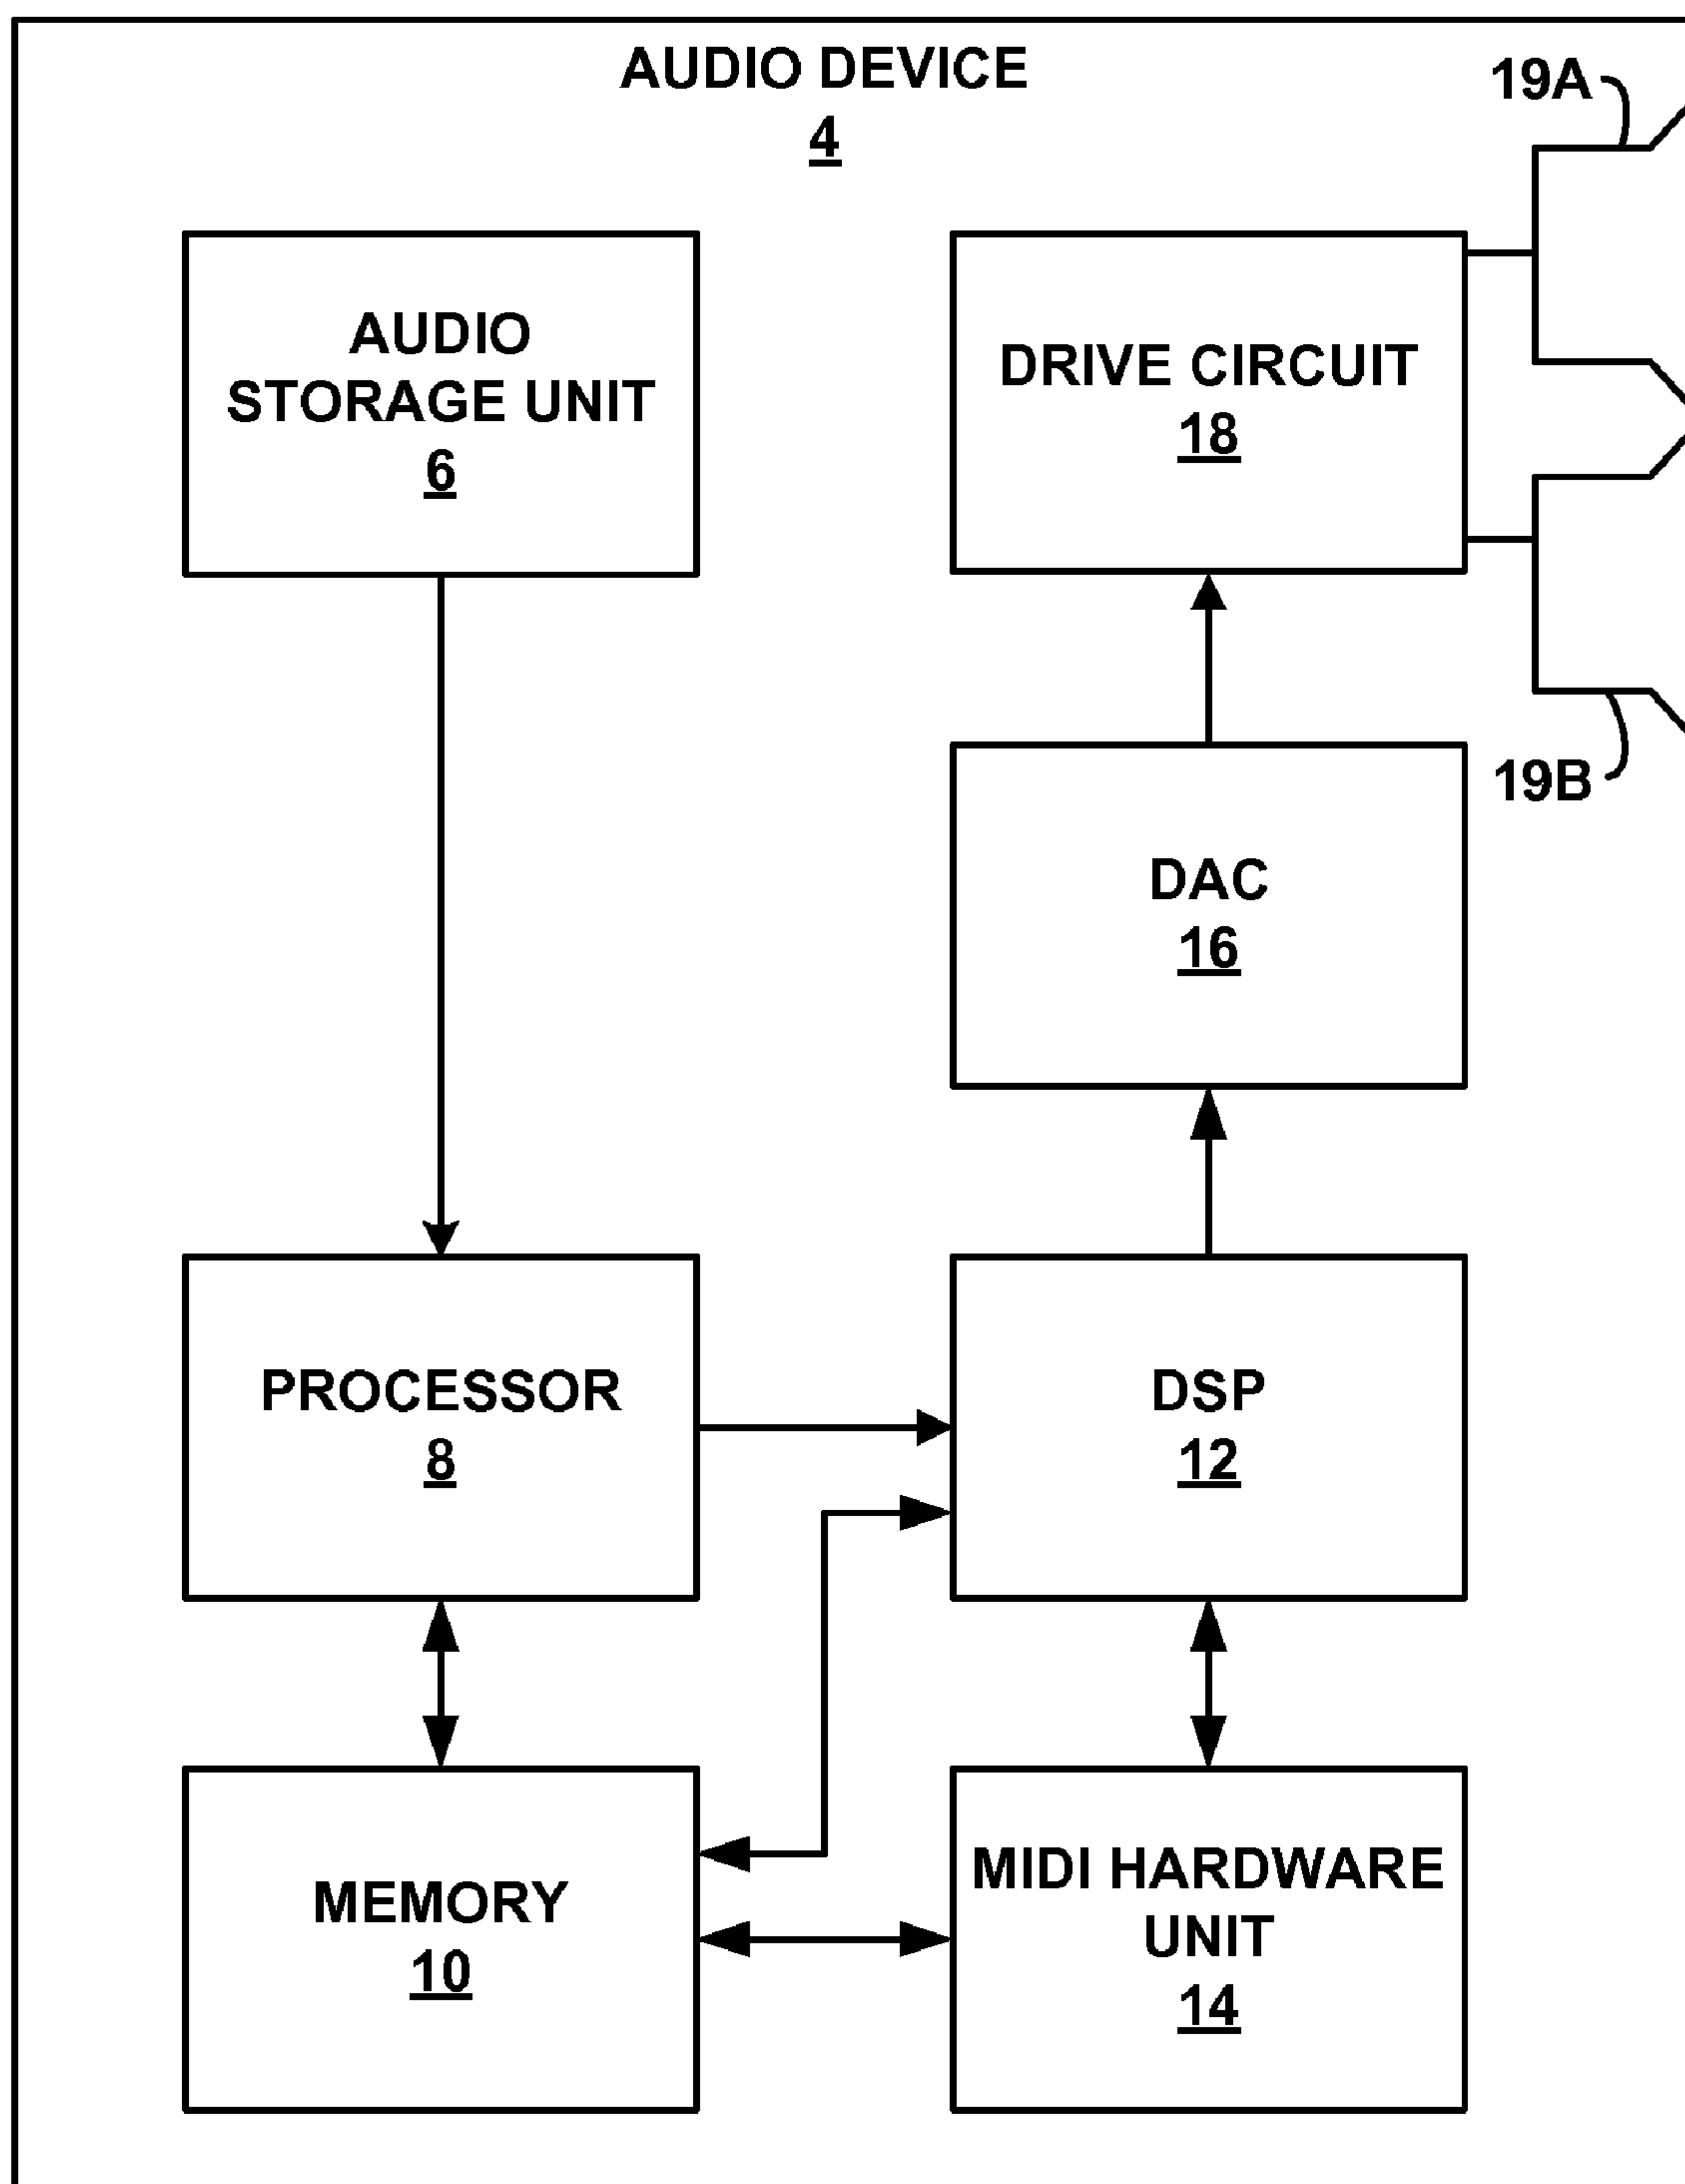 AUDIO DEVICE
4
19A
AUDIO
STORAGE UNIT
6
DRIVE CIRCUIT
18
19B
DAC
16
PROCESSOR
8
DSP
12
MEMORY
10
MIDI HARDWARE
UNIT
14